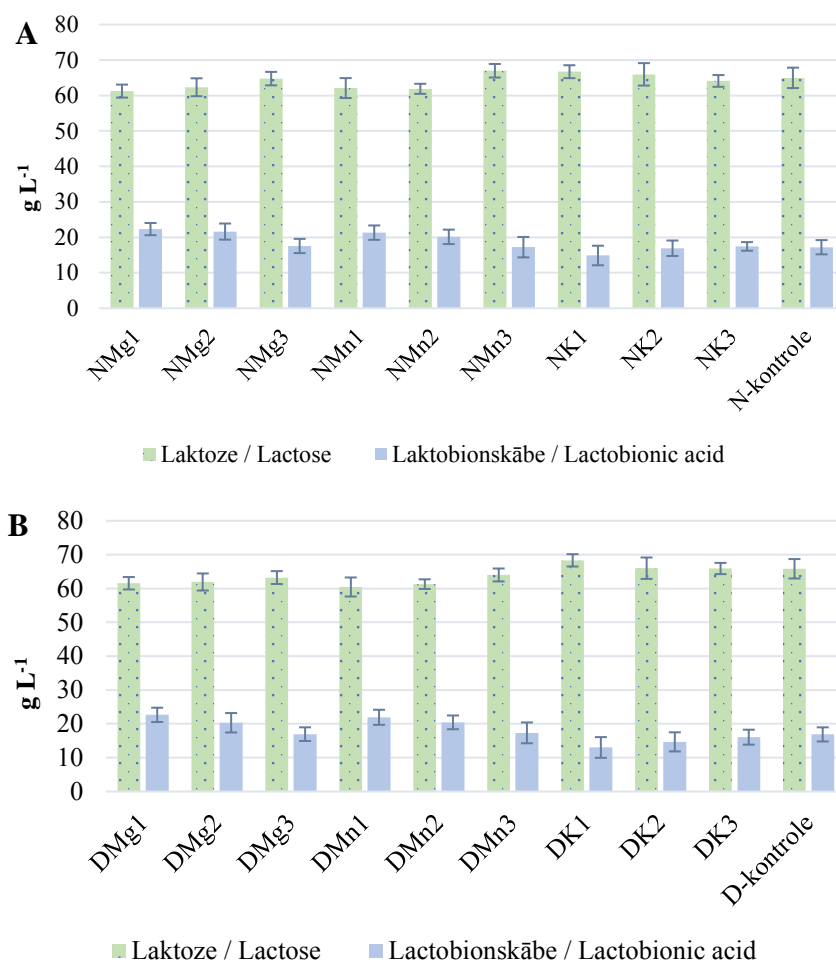 A
80
70
60
50
40
30
20
10
0
g L-1
NMg1 NMg2 NMg3 NMn1 NMn2 NMn3 NK1 NK2 NK3 N-kontrole
Laktoze / Lactose Laktobionskābe / Lactobionic acid
B
80
70
60
50
40
30
20
10
0
g L-1
DMg1 DMg2 DMg3 DMn1 DMn2 DMn3 DK1 DK2 DK3 D-kontrole
Laktoze / Lactose Lactobionskābe / Lactobionic acid